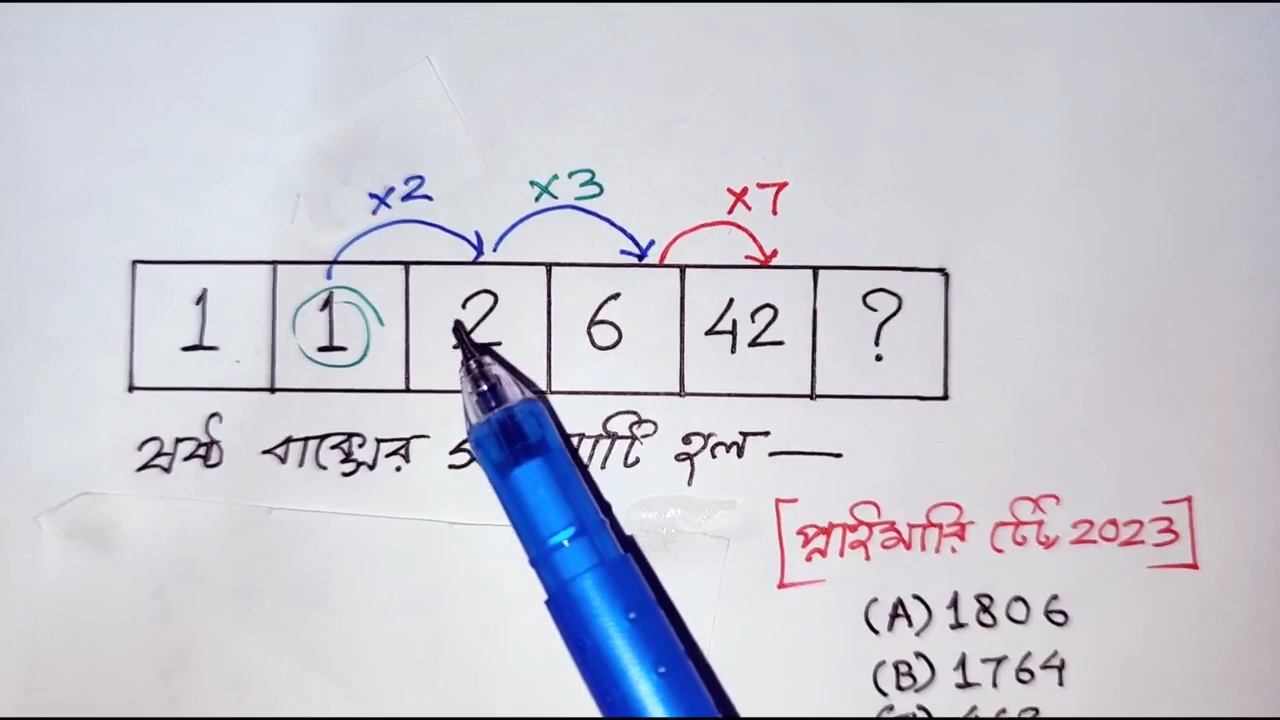 ×2 ×3 ×7
1 1 2 6 42 ?
ষষ্ঠ বাক্সের হল —
[প্রাইমারি টেট 2023]
(A) 1806
(B) 1764